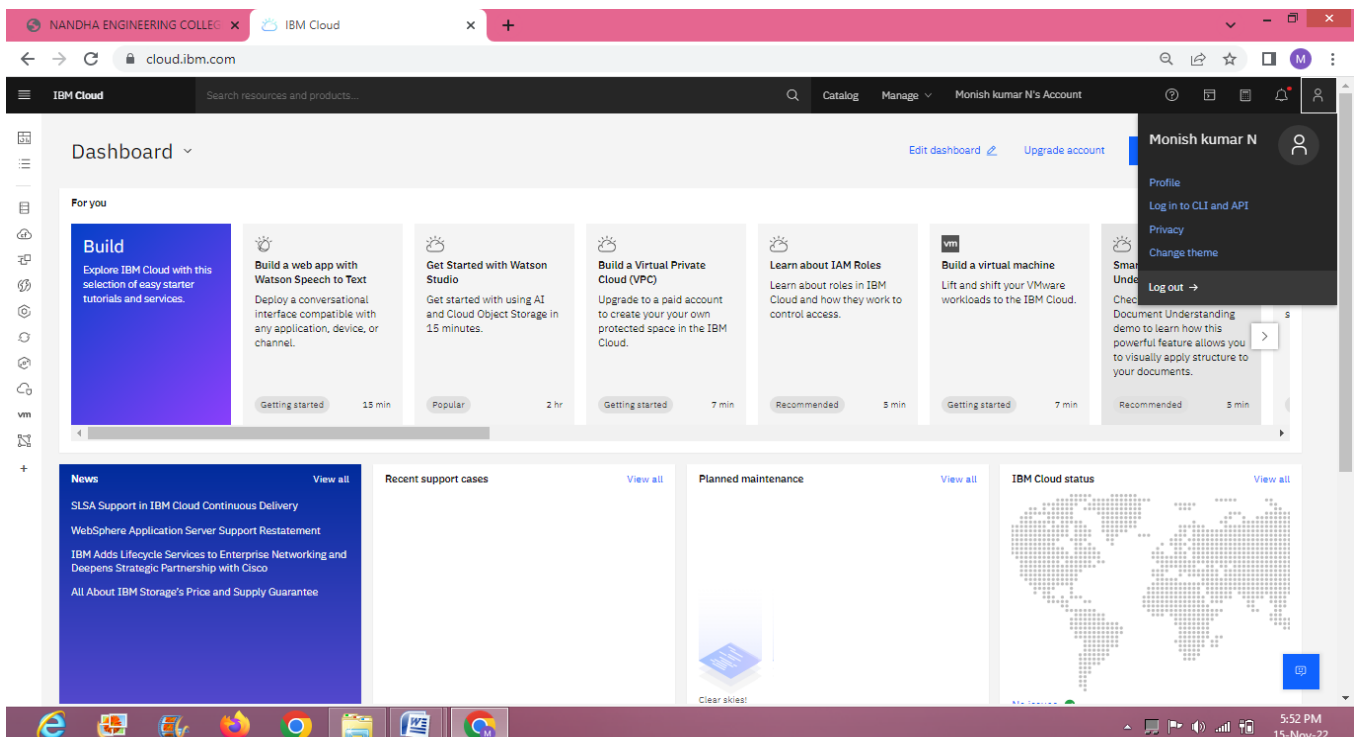 NANDHA ENGINEERING COLLEG
IBM Cloud
cloud.ibm.com
M
IBM Cloud
Search resources and products...
Catalog
Manage
Monish kumar N's Account
Monish kumar N
Profile
Log in to CLI and API
Privacy
Change theme
Log out →
Dashboard
Edit dashboard
Upgrade account
For you
Build
Explore IBM Cloud with this
selection of easy starter
tutorials and services.
Build a web app with
Watson Speech to Text
Deploy a conversational
interface compatible with
any application, device, or
channel.
Getting started
15 min
Get Started with Watson
Studio
Get started with using AI
and Cloud Object Storage in
15 minutes.
Popular
2 hr
Build a Virtual Private
Cloud (VPC)
Upgrade to a paid account
to create your your own
protected space in the IBM
Cloud.
Getting started
7 min
Learn about IAM Roles
Learn about roles in IBM
Cloud and how they work to
control access.
Recommended
5 min
vm
Build a virtual machine
Lift and shift your VMware
workloads to the IBM Cloud.
Getting started
7 min
Document Understanding
demo to learn how this
powerful feature allows you
to visually apply structure to
your documents.
Recommended
5 min
vm
News
View all
SLSA Support in IBM Cloud Continuous Delivery
WebSphere Application Server Support Restatement
IBM Adds Lifecycle Services to Enterprise Networking and
Deepens Strategic Partnership with Cisco
All About IBM Storage's Price and Supply Guarantee
Recent support cases
View all
Planned maintenance
View all
Clear skies!
IBM Cloud status
View all
5:52 PM
15-Nov-22